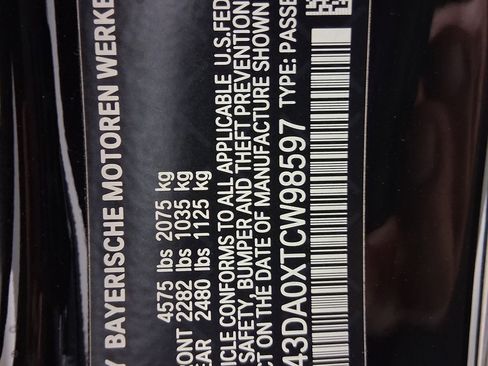 Y BAYERISCHE MOTOREN WERKE
4575 lbs 2075 kg
ONT 2282 lbs 1035 kg
EAR 2480 lbs 1125 kg
ICLE CONFORMS TO ALL APPLICABLE U.S.FED
SAFETY, BUMPER AND THEFT PREVENTION
CT ON THE DATE OF MANUFACTURE SHOWN
43DA0XTCW98597 TYPE: PASSE